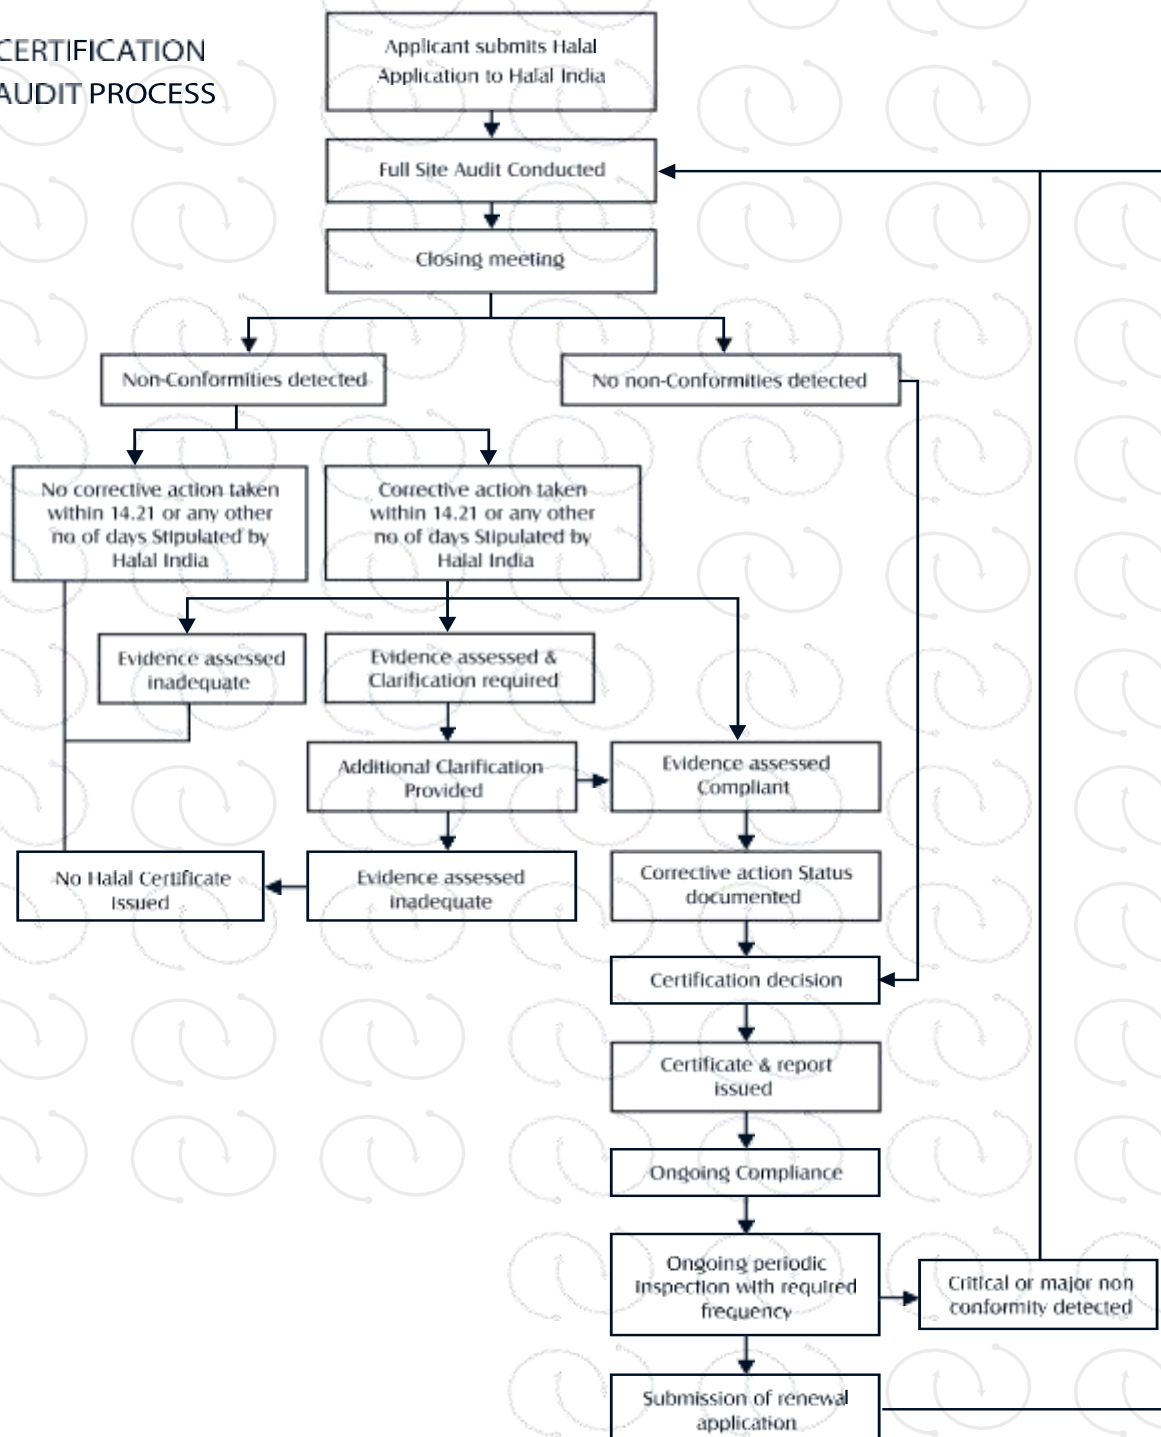 CERTIFICATION
AUDIT PROCESS
Applicant submits Halal
Application to Halal India
Full Site Audit Conducted
Closing meeting
Non-Conformities detected
No non-Conformities detected
No corrective action taken
within 14.21 or any other
no of days Stipulated by
Halal India
Corrective action taken
within 14.21 or any other
no of days Stipulated by
Halal India
Evidence assessed
inadequate
Evidence assessed &
Clarification required
Additional Clarification
Provided
Evidence assessed
Compliant
No Halal Certificate
issued
Evidence assessed
inadequate
Corrective action Status
documented
Certification decision
Certificate & report
issued
Ongoing Compliance
Ongoing periodic
inspection with required
frequency
Critical or major non
conformity detected
Submission of renewal
application